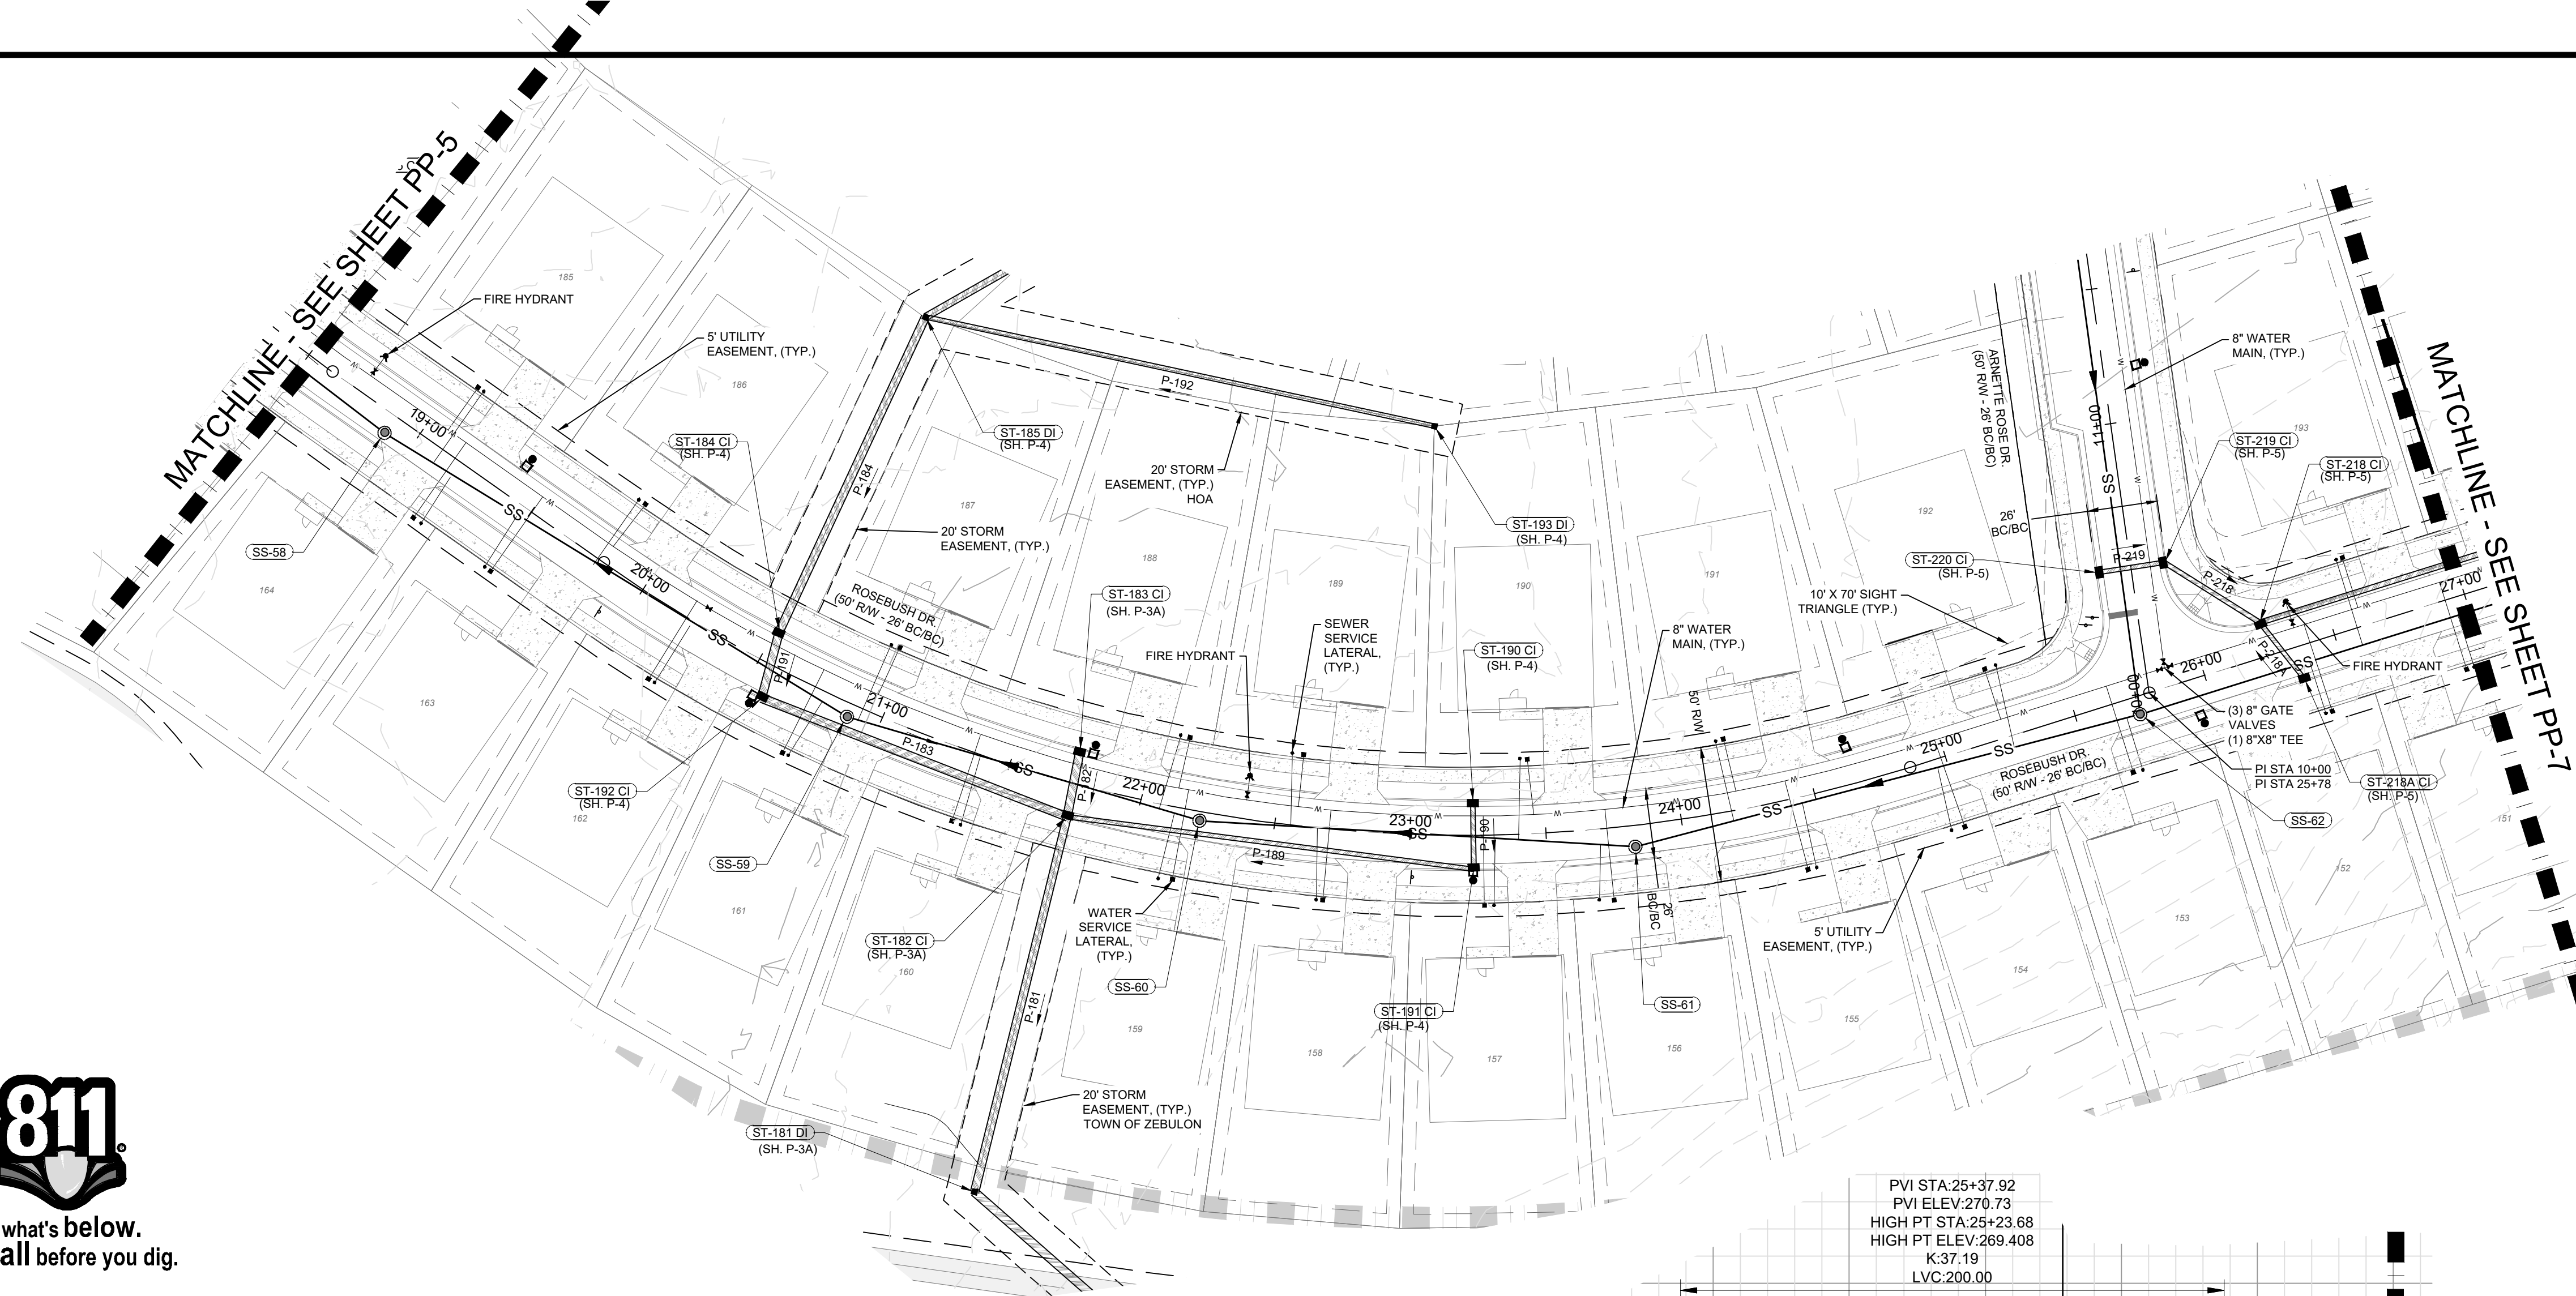 MATCHLINE - SEE SHEET PP-5
FIRE HYDRANT
5' UTILITY
EASEMENT, (TYP.)
185
186
19+00
SS-58
SS
164
163
162
161
160
159
158
157
156
155
154
153
152
151
20+00
SS
ST-184 CI
(SH. P-4)
P-184
ST-185 DI
(SH. P-4)
P-192
20' STORM
EASEMENT, (TYP.)
HOA
20' STORM
EASEMENT, (TYP.)
187
188
189
190
191
192
193
ROSEBUSH DR.
(50' R/W - 26' BC/BC)
P-191
21+00
ST-192 CI
(SH. P-4)
P-183
SS-59
ST-183 CI
(SH. P-3A)
P-182
SS
22+00
FIRE HYDRANT
SEWER
SERVICE
LATERAL,
(TYP.)
ST-193 DI
(SH. P-4)
ST-190 CI
(SH. P-4)
8" WATER
MAIN, (TYP.)
50' R/W
23+00
SS
P-190
P-189
24+00
SS
ST-182 CI
(SH. P-3A)
WATER
SERVICE
LATERAL,
(TYP.)
SS-60
P-181
ST-191 CI
(SH. P-4)
SS-61
26'
BC/BC
5' UTILITY
EASEMENT, (TYP.)
20' STORM
EASEMENT, (TYP.)
TOWN OF ZEBULON
ST-181 DI
(SH. P-3A)
ARNETTE ROSE DR.
(50' R/W - 26' BC/BC)
11+00
SS
8" WATER
MAIN, (TYP.)
ST-219 CI
(SH. P-5)
ST-218 CI
(SH. P-5)
26'
BC/BC
ST-220 CI
(SH. P-5)
P-219
P-218
10' X 70' SIGHT
TRIANGLE (TYP.)
P-218A
SS
27+00
26+00
FIRE HYDRANT
(3) 8" GATE
VALVES
(1) 8"X8" TEE
25+00
SS
ROSEBUSH DR.
(50' R/W - 26' BC/BC)
PI STA 10+00
PI STA 25+78
ST-218A CI
(SH. P-5)
SS-62
MATCHLINE - SEE SHEET PP-7
PVI STA:25+37.92
PVI ELEV:270.73
HIGH PT STA:25+23.68
HIGH PT ELEV:269.408
K:37.19
LVC:200.00
811
what's below.
all before you dig.